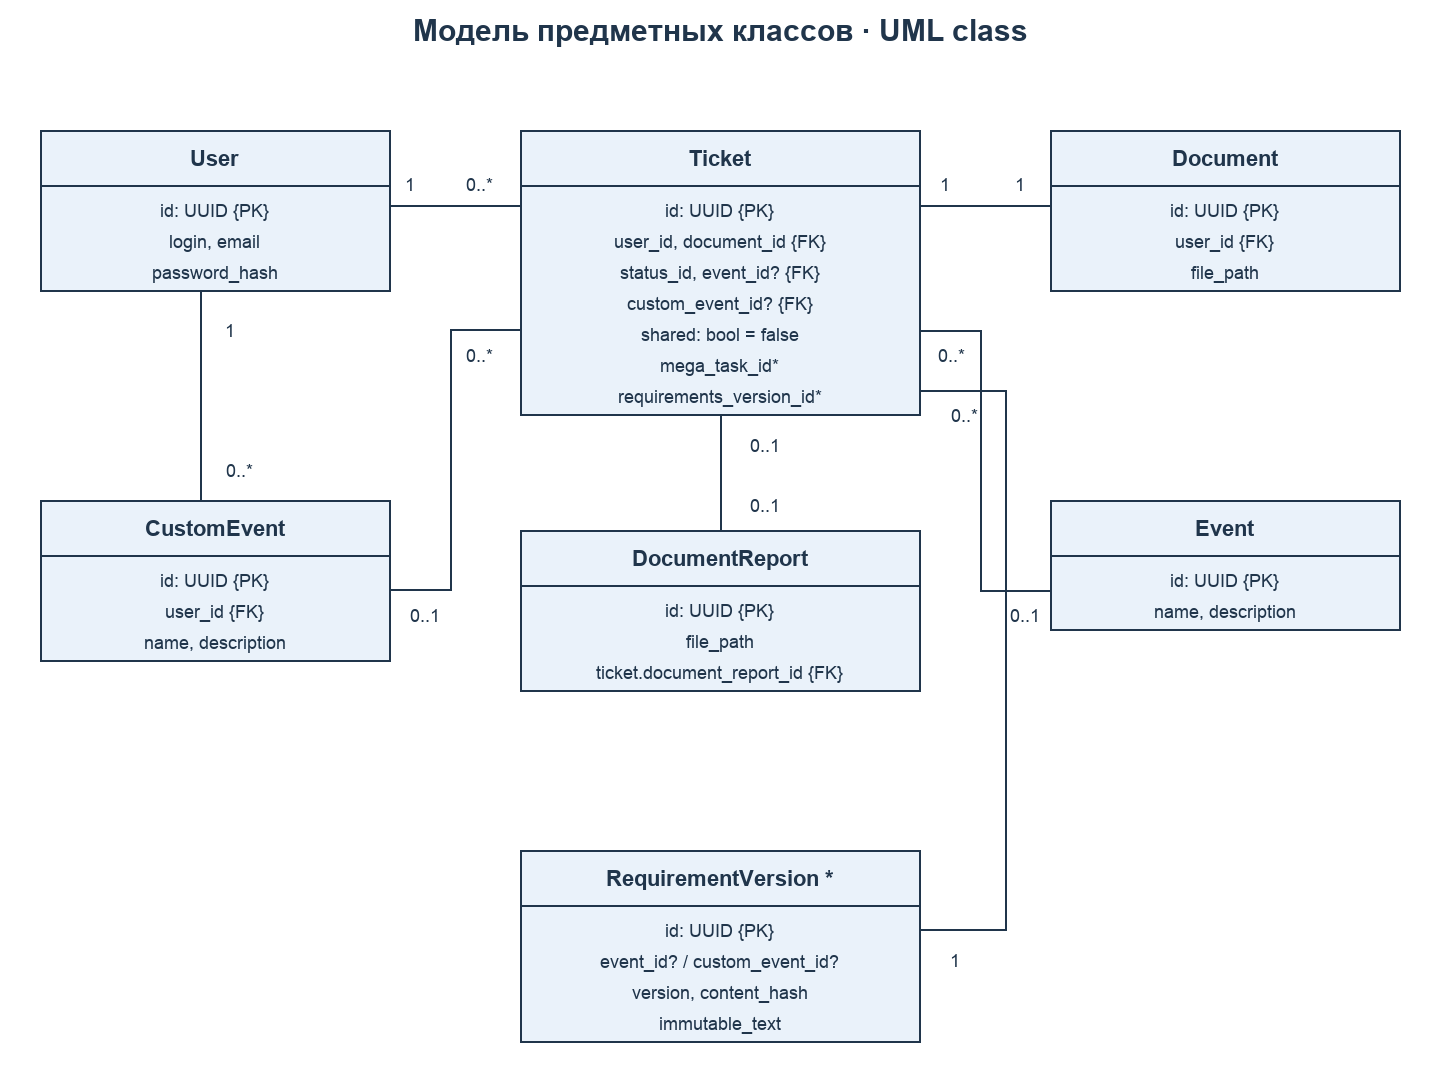 Модель предметных классов · UML class
User
id: UUID {PK}
login, email
password_hash
1
0..*
Ticket
id: UUID {PK}
user_id, document_id {FK}
status_id, event_id? {FK}
custom_event_id? {FK}
shared: bool = false
mega_task_id*
requirements_version_id*
1
1
Document
id: UUID {PK}
user_id {FK}
file_path
1
0..*
0..*
0..*
0..*
0..1
0..1
CustomEvent
id: UUID {PK}
user_id {FK}
name, description
0..1
DocumentReport
id: UUID {PK}
file_path
ticket.document_report_id {FK}
Event
id: UUID {PK}
name, description
0..1
RequirementVersion *
id: UUID {PK}
event_id? / custom_event_id?
version, content_hash
immutable_text
1